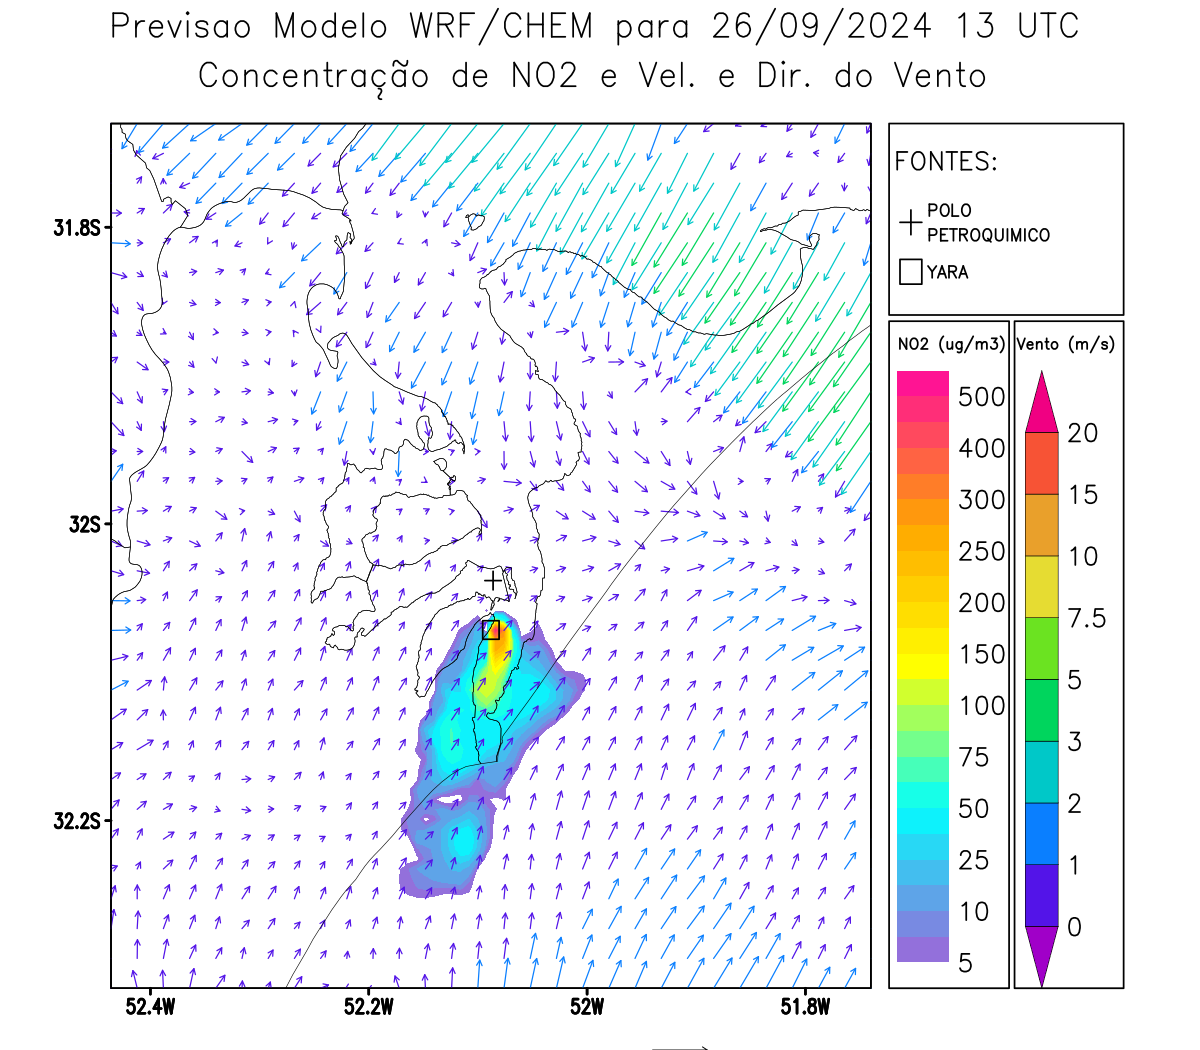 Previsao Modelo WRF/CHEM para 26/09/2024 13 UTC
Concentração de NO2 e Vel. e Dir. do Vento
FONTES:
POLO
PETROQUIMICO
YARA
NO2 (ug/m3)
500
400
300
250
200
150
100
75
50
25
10
5
Vento (m/s)
20
15
10
7.5
5
3
2
1
0
31.8S
32S
32.2S
52.4W
52.2W
52W
51.8W